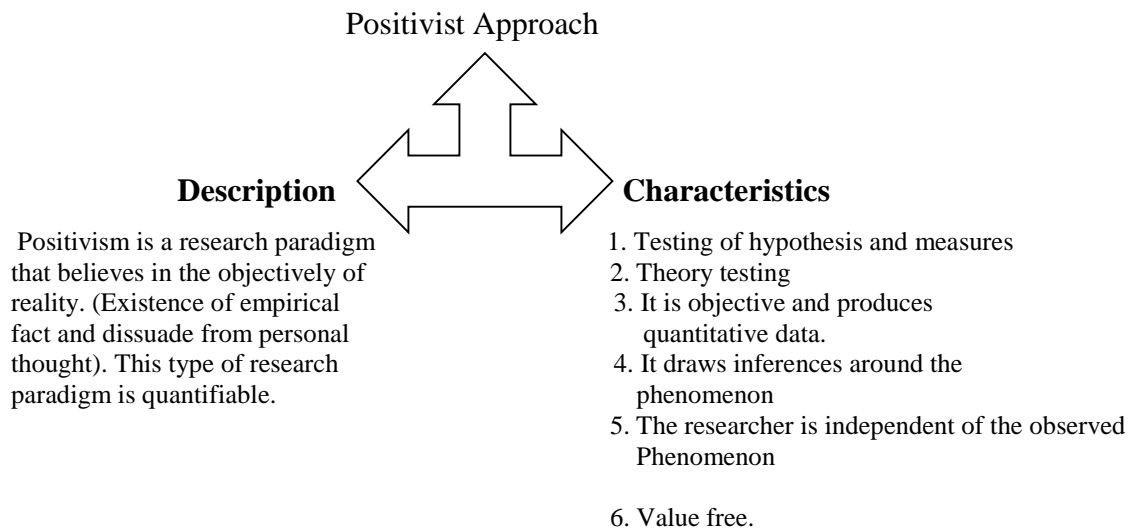 Positivist Approach
Description
Positivism is a research paradigm
that believes in the objectively of
reality. (Existence of empirical
fact and dissuade from personal
thought). This type of research
paradigm is quantifiable.
Characteristics
1. Testing of hypothesis and measures
2. Theory testing
3. It is objective and produces
quantitative data.
4. It draws inferences around the
phenomenon
5. The researcher is independent of the observed
Phenomenon
6. Value free.